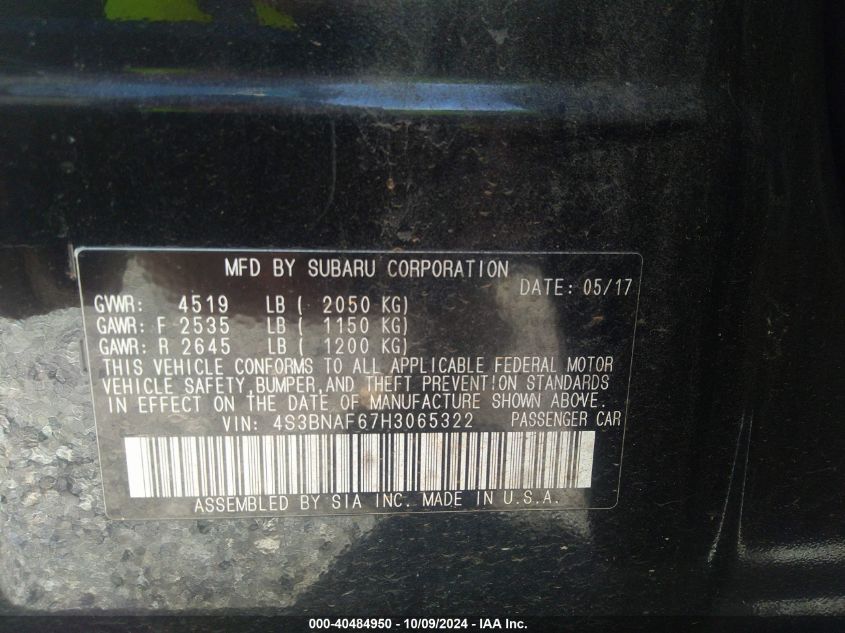 MFD BY SUBARU CORPORATION
DATE: 05/17
GVWR: 4519 LB ( 2050 KG)
GAWR: F 2535 LB ( 1150 KG)
GAWR: R 2645 LB ( 1200 KG)
THIS VEHICLE CONFORMS TO ALL APPLICABLE FEDERAL MOTOR
VEHICLE SAFETY,BUMPER,AND THEFT PREVENTION STANDARDS
IN EFFECT ON THE DATE OF MANUFACTURE SHOWN ABOVE.
VIN: 4S3BNAF67H3065322 PASSENGER CAR
ASSEMBLED BY SIA INC. MADE IN U.S.A.
000-40484950 - 10/09/2024 - IAA Inc.